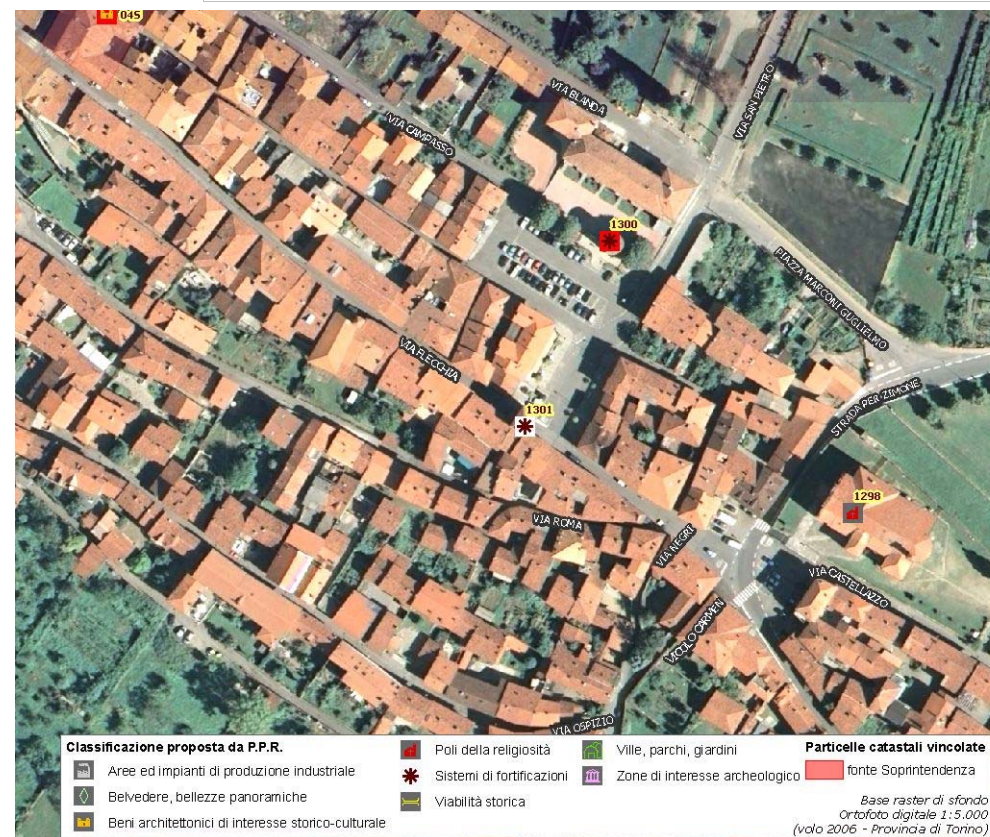 045
VIA BLANDA
VIA SAN PIETRO
VIA CAMPASSO
1300
PIAZZA MARCONI GUGLIELMO
VIA FLECCHIA
STRADA PER ZIMONE
1301
1298
VIA ROMA
VIA NEGRI
VIA CASTELLAZZO
VICOLO CARMEN
VIA OSPIZIO
Classificazione proposta da P.P.R.
Aree ed impianti di produzione industriale
Belvedere, bellezze panoramiche
Beni architettonici di interesse storico-culturale
Poli della religiosità
Sistemi di fortificazioni
Viabilità storica
Ville, parchi, giardini
Zone di interesse archeologico
Particelle catastali vincolate
fonte Soprintendenza
Base raster di sfondo
Ortofoto digitale 1:5.000
(volo 2006 - Provincia di Torino)